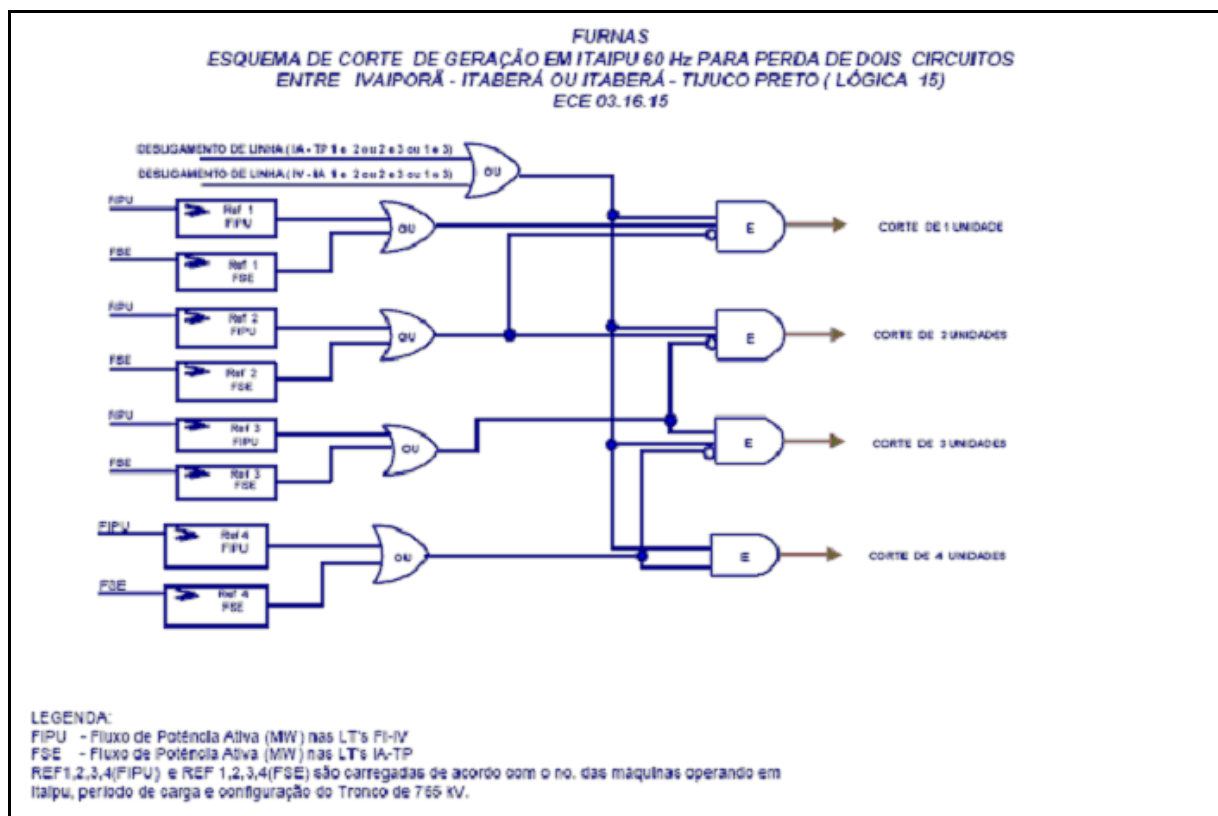 FURNAS
ESQUEMA DE CORTE DE GERAÇÃO EM ITAIPU 60 Hz PARA PERDA DE DOIS CIRCUITOS
ENTRE IVAIPORÃ - ITABERÁ OU ITABERÁ - TIJUCO PRETO ( LÓGICA 15)
ECE 03.16.15
DESLIGAMENTO DE LINHA ( IA - TP 1 e 2 ou 2 e 3 ou 1 e 3)
DESLIGAMENTO DE LINHA ( IV - IA 1 e 2 ou 2 e 3 ou 1 e 3)
OU
FIPU
Ref 1
FIPU
OU
E
CORTE DE 1 UNIDADE
FSE
Ref 1
FSE
FIPU
Ref 2
FIPU
OU
E
CORTE DE 2 UNIDADES
FSE
Ref 2
FSE
FIPU
Ref 3
FIPU
OU
E
CORTE DE 3 UNIDADES
FSE
Ref 3
FSE
FIPU
Ref 4
FIPU
OU
E
CORTE DE 4 UNIDADES
FSE
Ref 4
FSE
LEGENDA:
FIPU - Fluxo de Potência Ativa (MW) nas LT's FI-IV
FSE - Fluxo de Potência Ativa (MW) nas LT's IA-TP
REF1,2,3,4(FIPU) e REF 1,2,3,4(FSE) são carregadas de acordo com o no. das máquinas operando em
Itaipu, período de carga e configuração do Tronco de 765 kV.